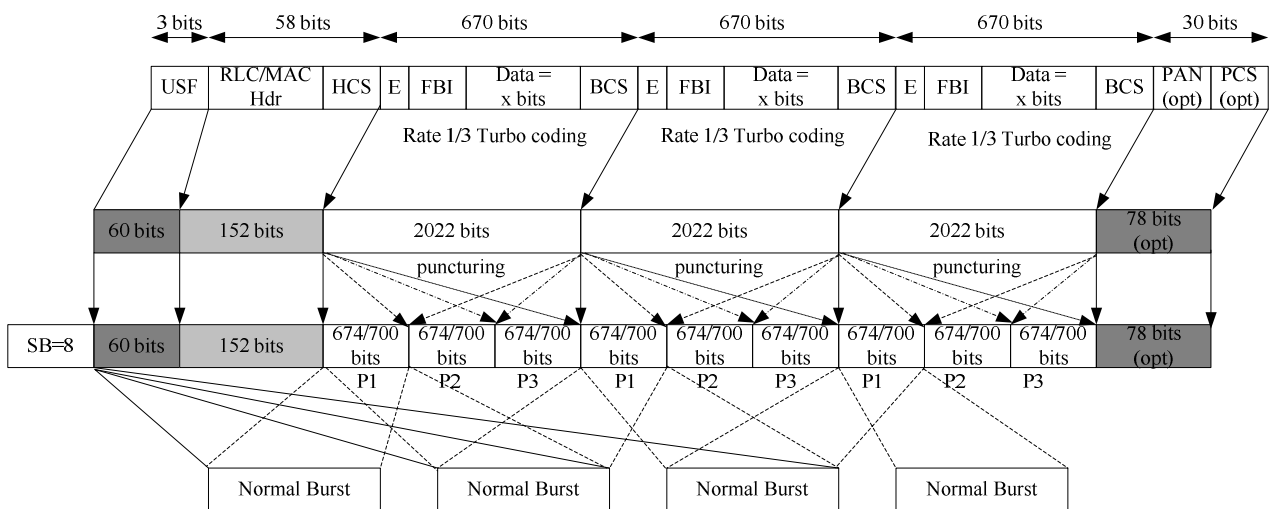 3 bits
58 bits
670 bits
670 bits
670 bits
30 bits
USF
RLC/MAC
Hdr
HCS
E
FBI
Data =
x bits
BCS
E
FBI
Data =
x bits
BCS
E
FBI
Data =
x bits
BCS
PAN
(opt)
PCS
(opt)
Rate 1/3 Turbo coding
Rate 1/3 Turbo coding
Rate 1/3 Turbo coding
60 bits
152 bits
2022 bits
2022 bits
2022 bits
78 bits
(opt)
puncturing
puncturing
puncturing
SB=8
60 bits
152 bits
674/700
bits
P1
674/700
bits
P2
674/700
bits
P3
674/700
bits
P1
674/700
bits
P2
674/700
bits
P3
674/700
bits
P1
674/700
bits
P2
674/700
bits
P3
78 bits
(opt)
Normal Burst
Normal Burst
Normal Burst
Normal Burst